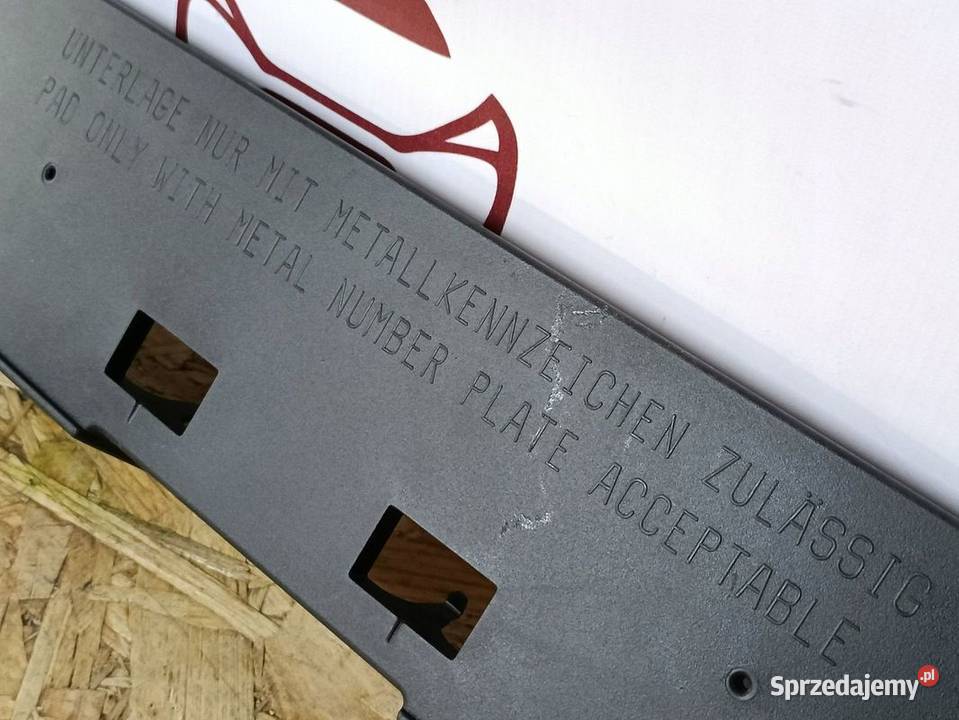 UNTERLAGE NUR MIT METALLKENNZEICHEN ZULÄSSIG
PAD ONLY WITH METAL NUMBER PLATE ACCEPTABLE
Sprzedajemy.pl